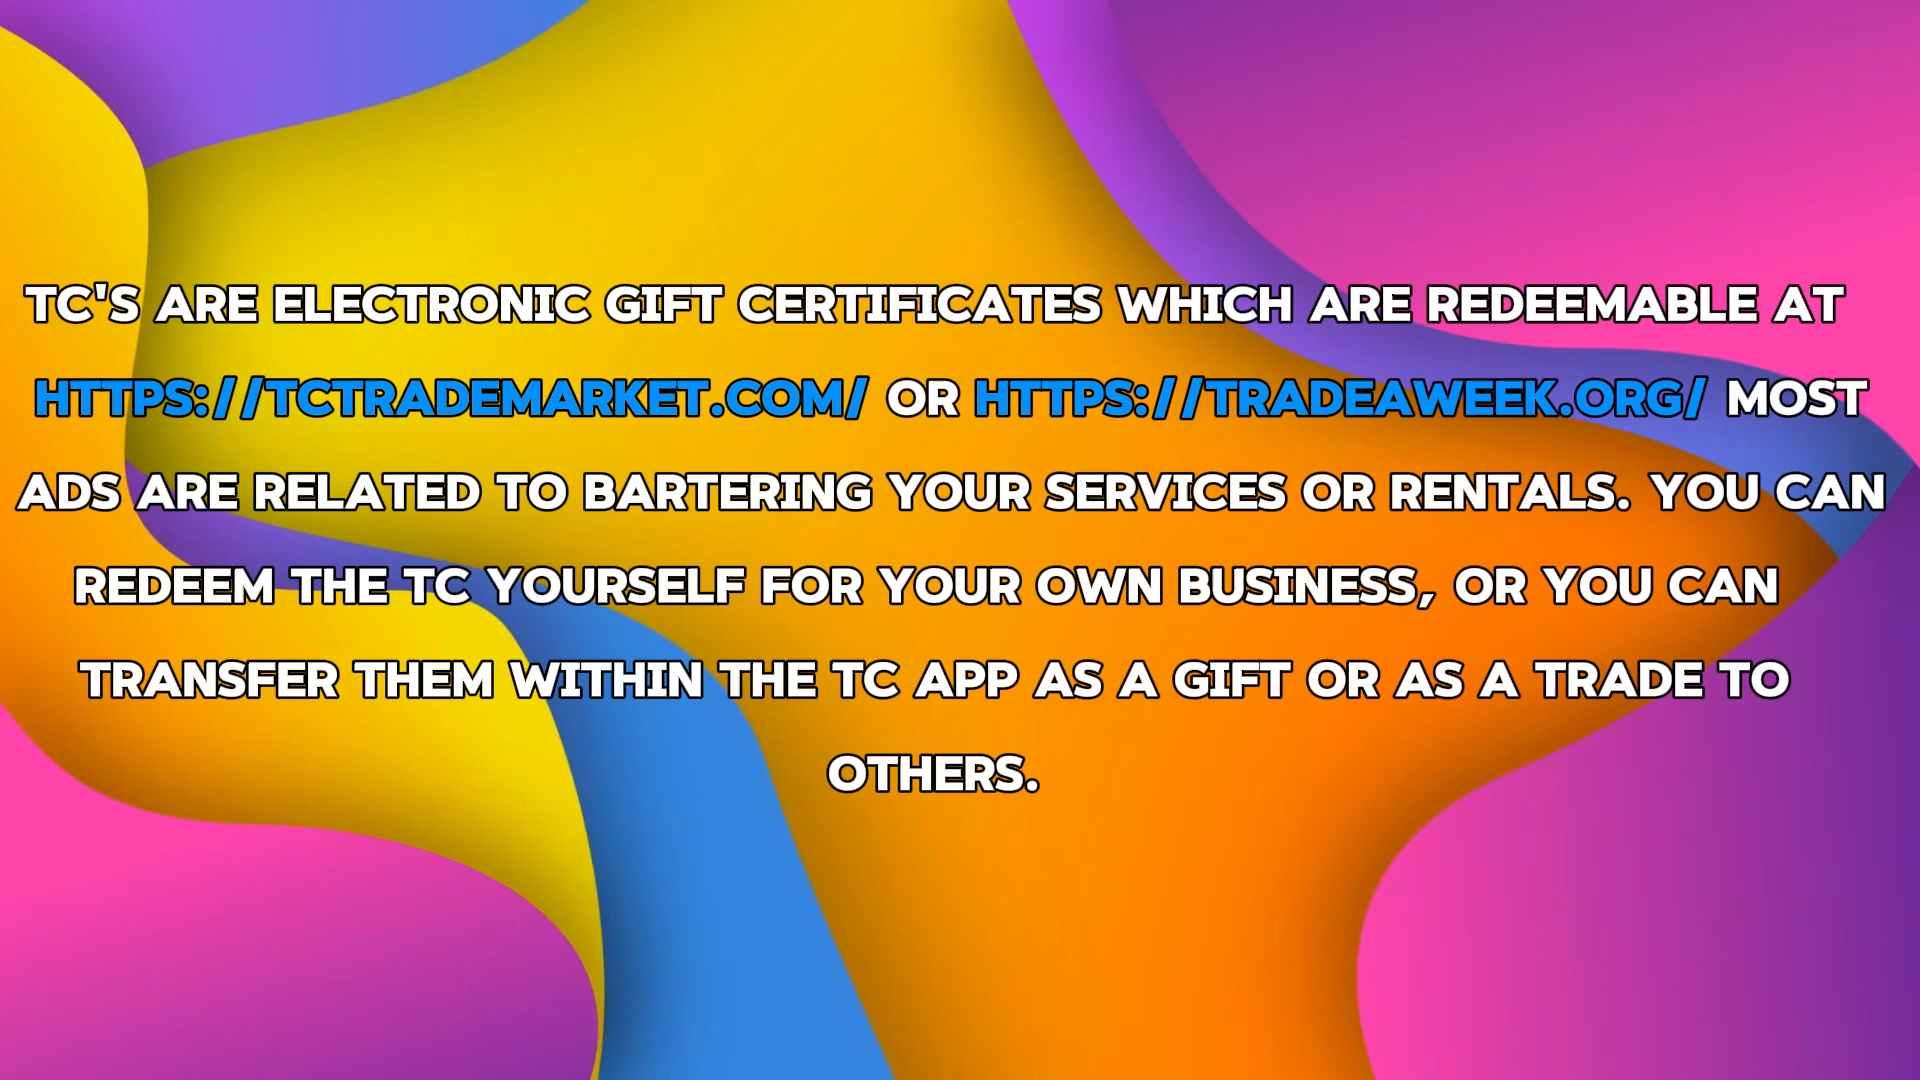 TC'S ARE ELECTRONIC GIFT CERTIFICATES WHICH ARE REDEEMABLE AT
HTTPS://TCTRADEMARKET.COM/ OR HTTPS://TRADEAWEEK.ORG/ MOST
ADS ARE RELATED TO BARTERING YOUR SERVICES OR RENTALS. YOU CAN
REDEEM THE TC YOURSELF FOR YOUR OWN BUSINESS, OR YOU CAN
TRANSFER THEM WITHIN THE TC APP AS A GIFT OR AS A TRADE TO
OTHERS.